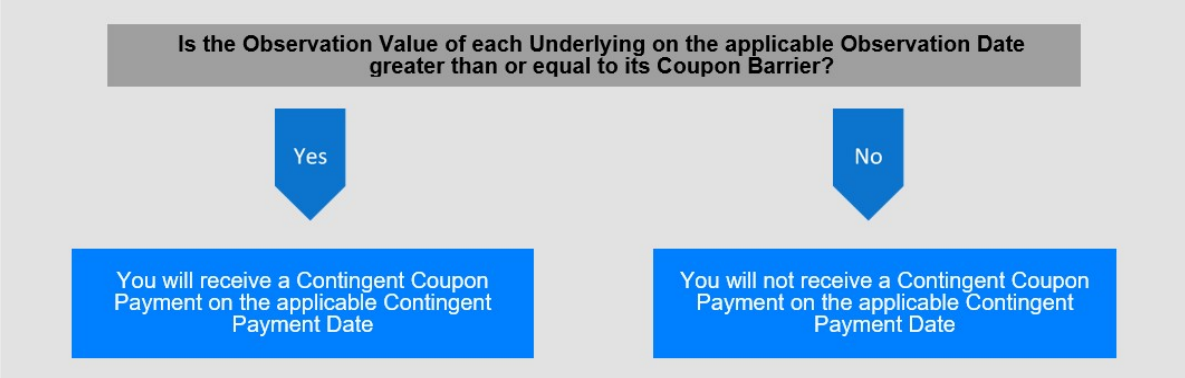 Is the Observation Value of each Underlying on the applicable Observation Date
greater than or equal to its Coupon Barrier?
Yes
No
You will receive a Contingent Coupon
Payment on the applicable Contingent
Payment Date
You will not receive a Contingent Coupon
Payment on the applicable Contingent
Payment Date